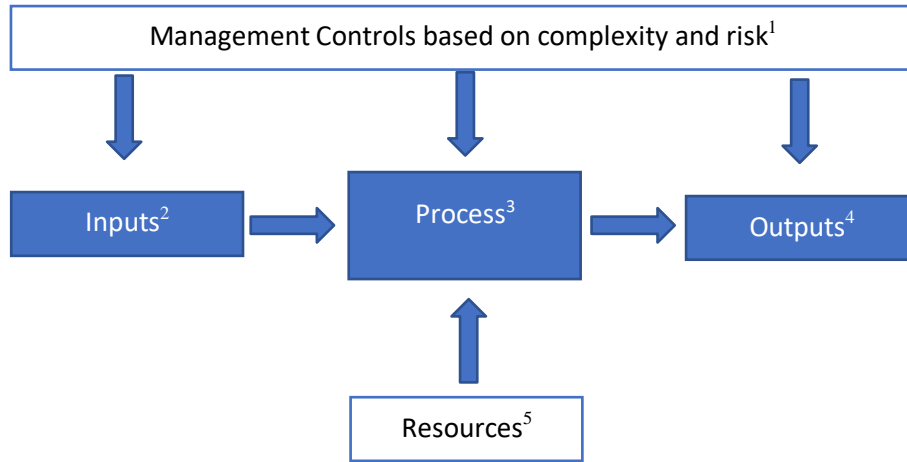 Management Controls based on complexity and risk¹
Inputs²
Process³
Outputs⁴
Resources⁵